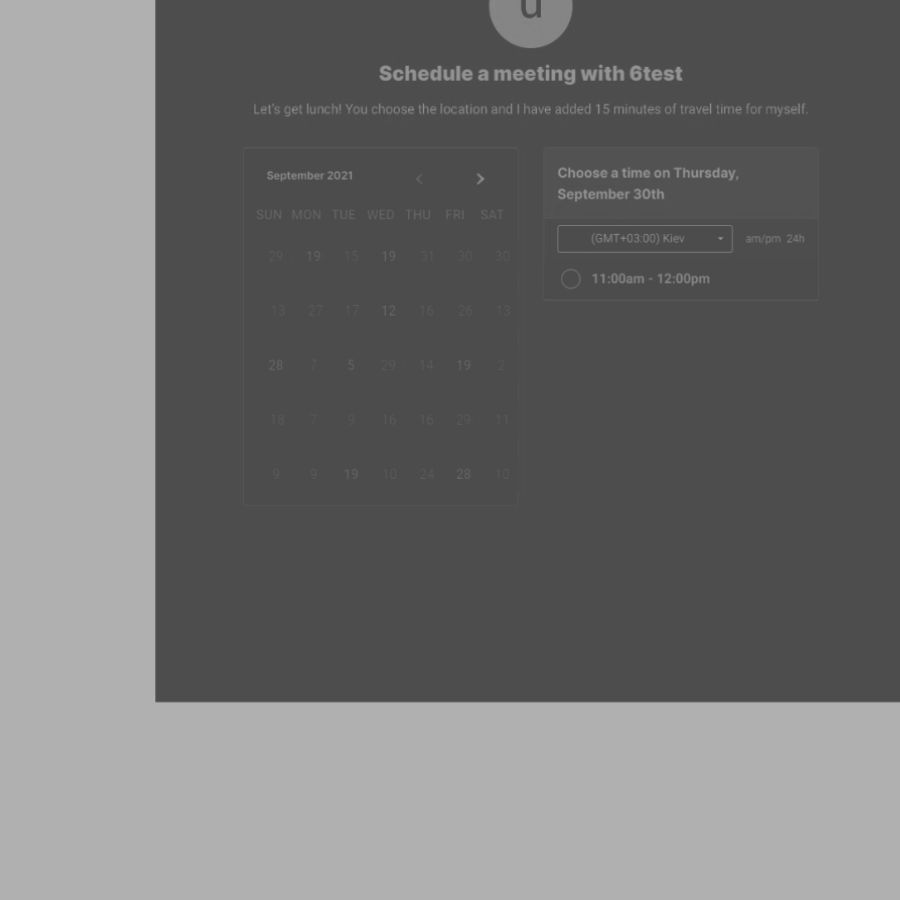 u
Schedule a meeting with 6test
Let's get lunch! You choose the location and I have added 15 minutes of travel time for myself.
September 2021
SUN MON TUE WED THU FRI SAT
29 19 15 19 31 30 30
13 27 17 12 16 26 13
28 7 5 29 14 19 2
18 7 9 16 16 29 11
9 9 19 10 24 28 10
Choose a time on Thursday,
September 30th
(GMT+03:00) Kiev am/pm 24h
11:00am - 12:00pm